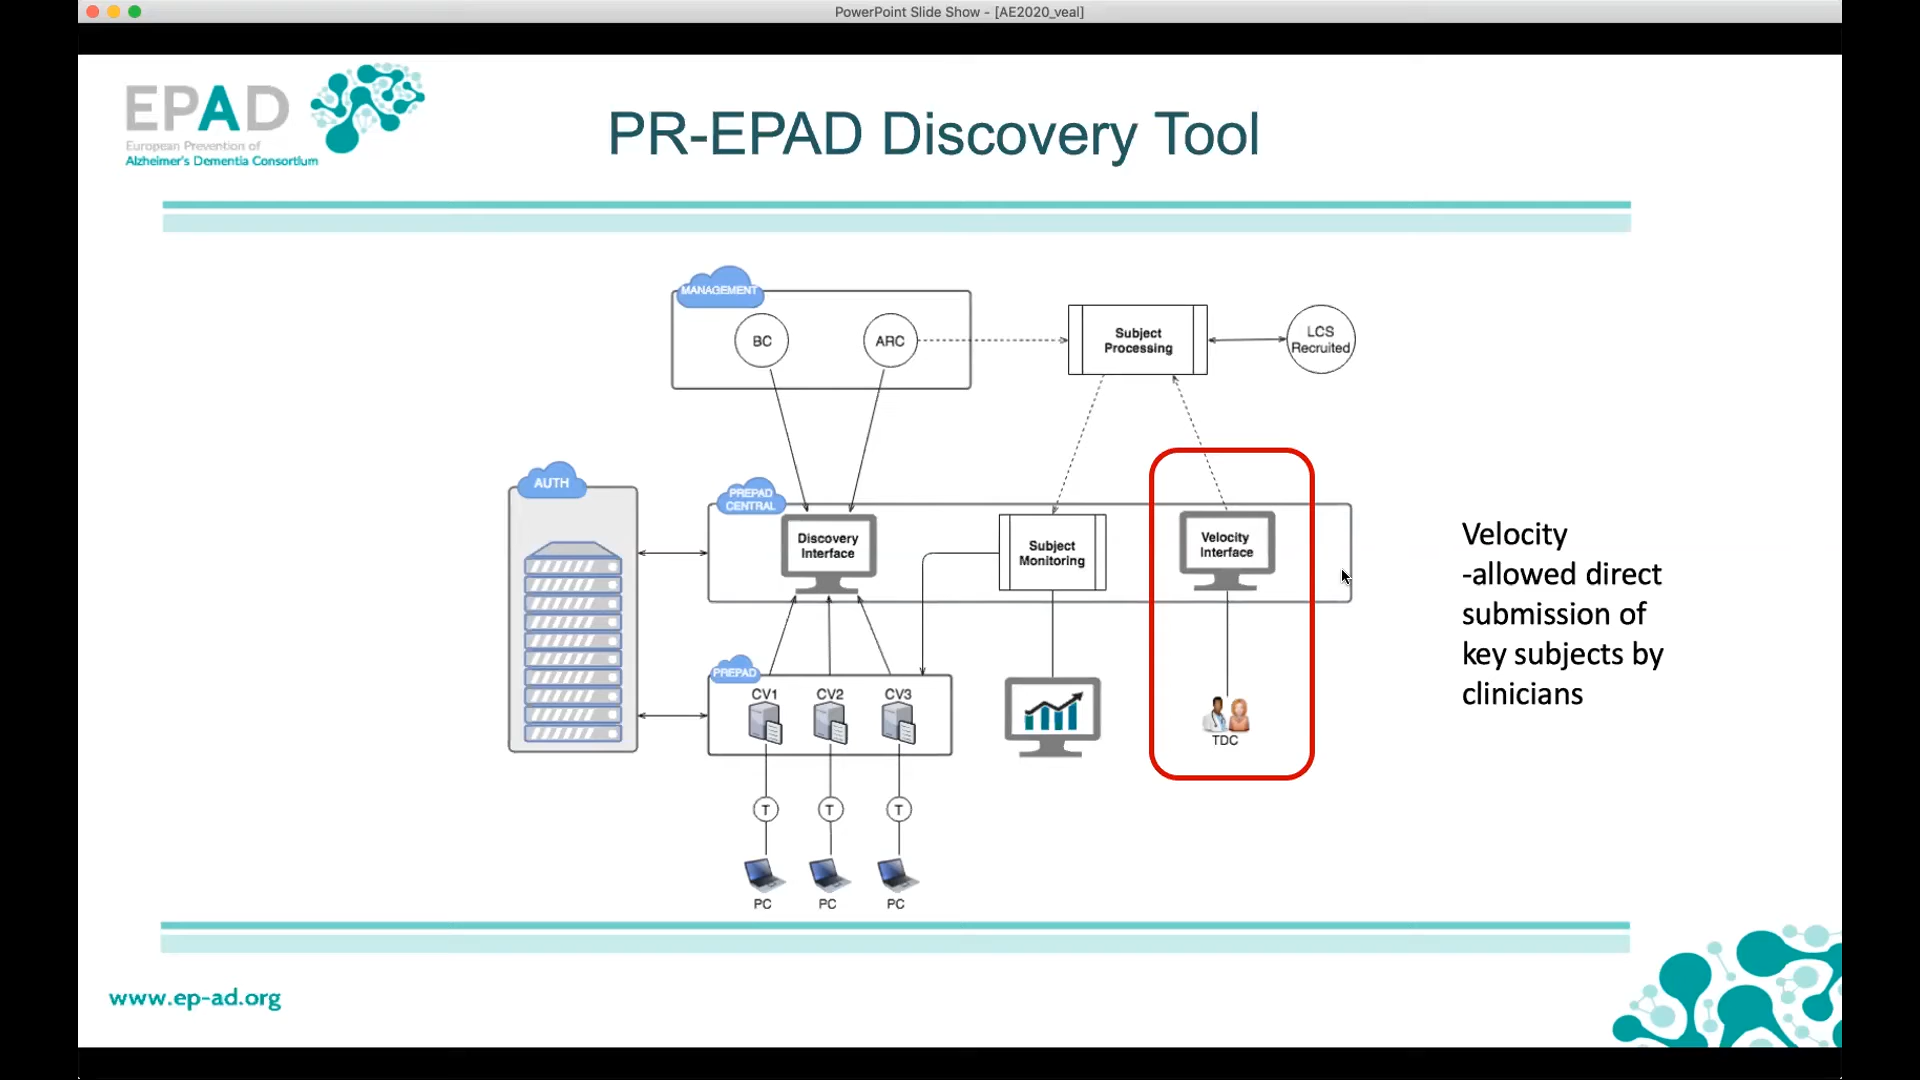 PowerPoint Slide Show - [AE2020_veal]
EPAD
European Prevention of
Alzheimer's Dementia Consortium
PR-EPAD Discovery Tool
MANAGEMENT
BC
ARC
Subject
Processing
LCS
Recruited
AUTH
PREPAD
CENTRAL
Discovery
Interface
Subject
Monitoring
Velocity
Interface
Velocity
-allowed direct
submission of
key subjects by
clinicians
PREPAD
CV1
CV2
CV3
TDC
T
T
T
PC
PC
PC
www.ep-ad.org